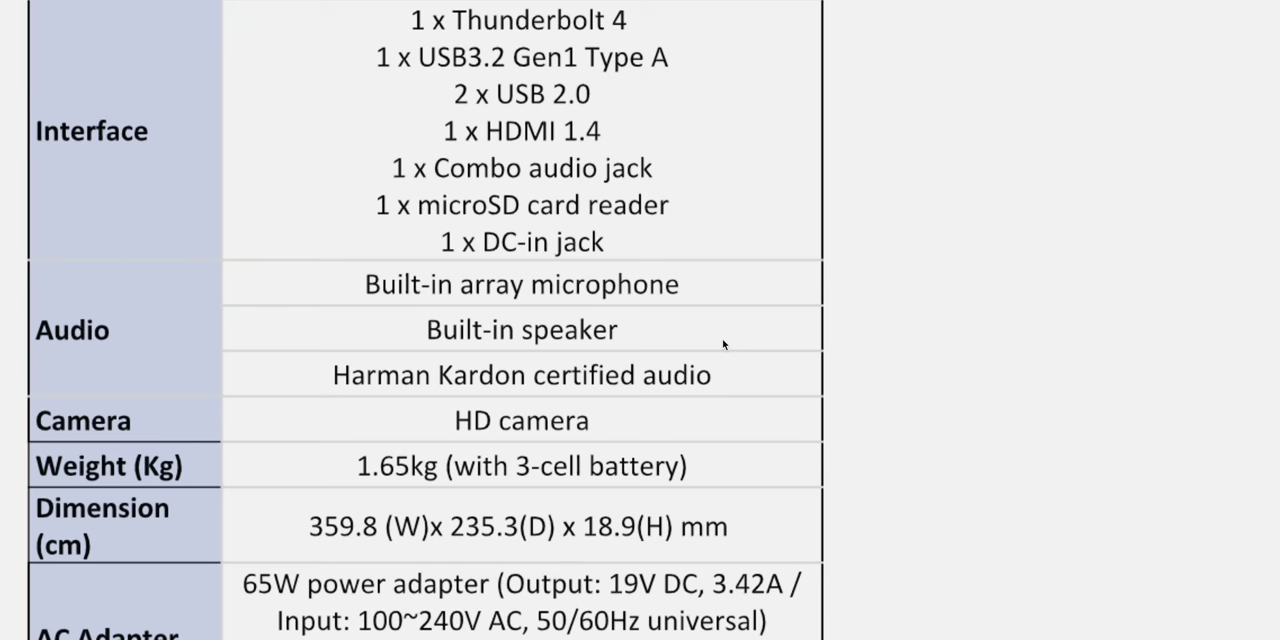 1 x Thunderbolt 4
1 x USB3.2 Gen1 Type A
2 x USB 2.0
Interface
1 x HDMI 1.4
1 x Combo audio jack
1 x microSD card reader
1 x DC-in jack
Built-in array microphone
Audio
Built-in speaker
Harman Kardon certified audio
Camera
HD camera
Weight (Kg)
1.65kg (with 3-cell battery)
Dimension
(cm)
359.8 (W)x 235.3(D) x 18.9(H) mm
65W power adapter (Output: 19V DC, 3.42A /
Input: 100~240V AC, 50/60Hz universal)
AC Adapter